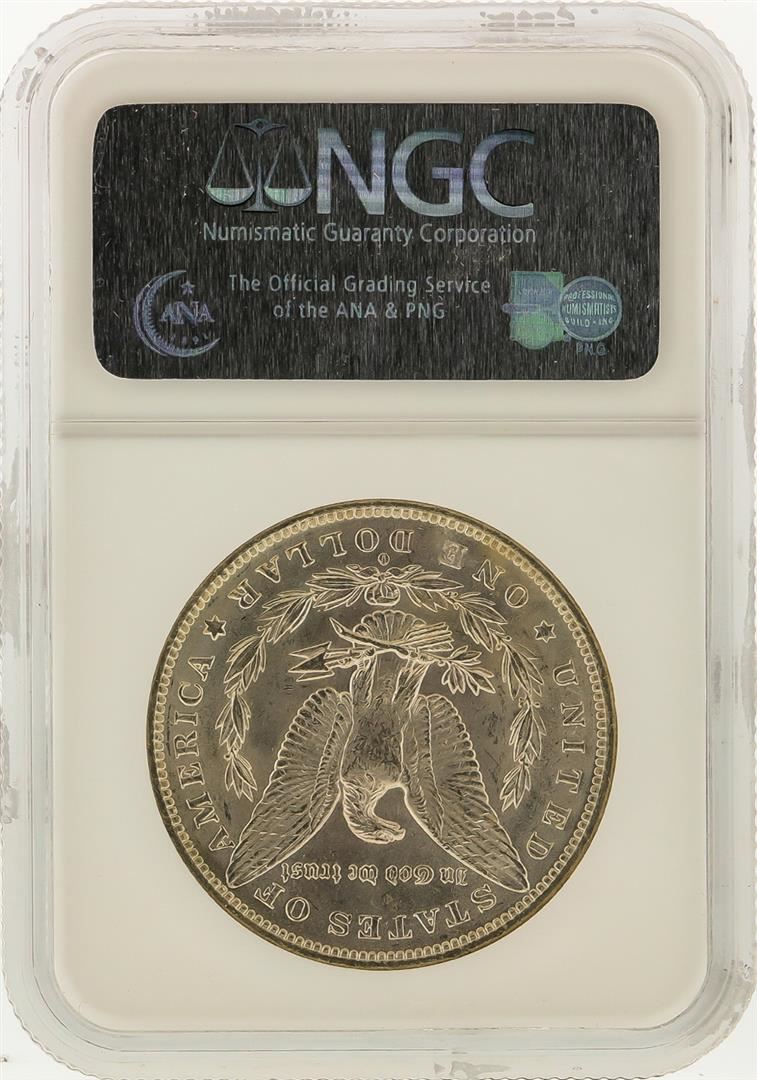 NGC
Numismatic Guaranty Corporation
The Official Grading Service
of the ANA & PNG
ANA
PROFESSIONAL
NUMISMATISTS
GUILD • INC
P.N.G
UNITED STATES OF AMERICA
In God we trust
ONE DOLLAR
O